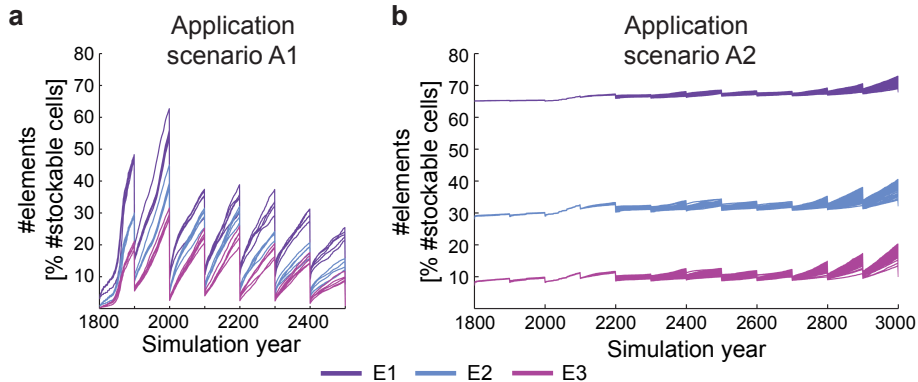 a
Application
scenario A1
#elements
[% #stockable cells]
80
70
60
50
40
30
20
10
1800
2000
2200
2400
Simulation year
b
Application
scenario A2
#elements
[% #stockable cells]
80
70
60
50
40
30
20
10
1800
2000
2200
2400
2600
2800
3000
Simulation year
E1
E2
E3